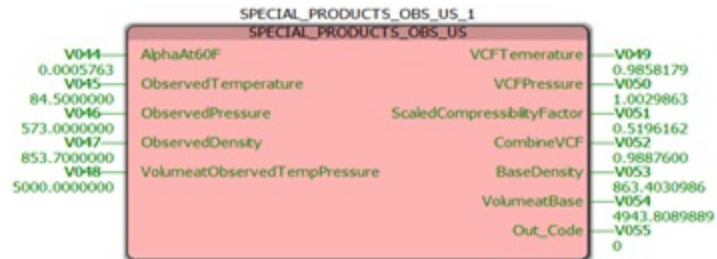 SPECIAL_PRODUCTS_OBS_US_1
SPECIAL_PRODUCTS_OBS_US
V044 AlphaAt60F VCFTemerature V049
0.0005763 0.9858179
V045 ObservedTemperature VCFPressure V050
84.5000000 1.0029863
V046 ObservedPressure ScaledCompressibilityFactor V051
573.0000000 0.5196162
V047 ObservedDensity CombineVCF V052
853.7000000 0.9887600
V048 VolumeatObservedTempPressure BaseDensity V053
5000.0000000 863.4030986
VolumeatBase V054
4943.8089889
Out_Code V055
0